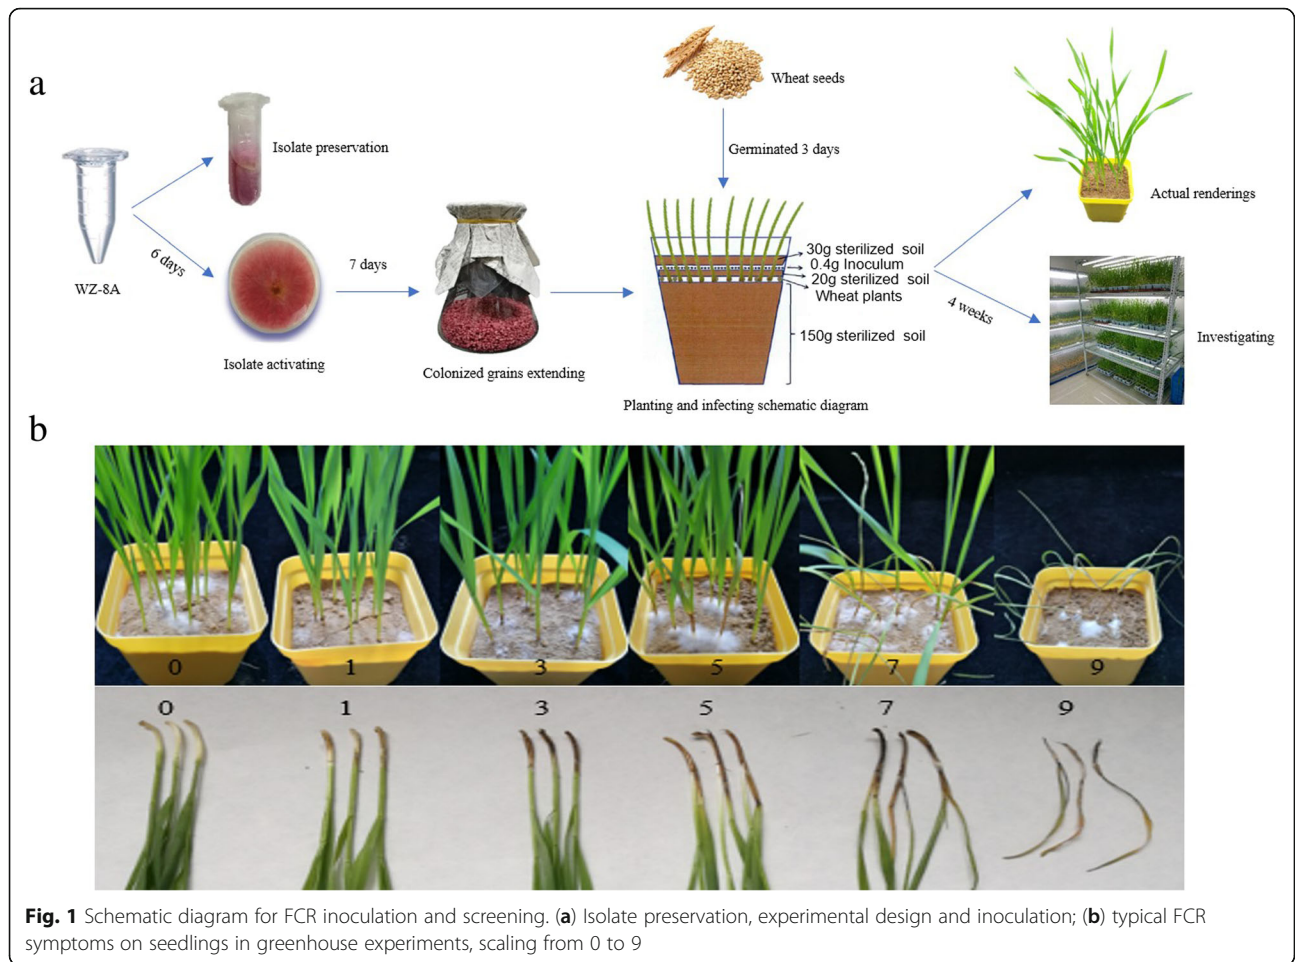 a
Wheat seeds
Isolate preservation
Germinated 3 days
Actual renderings
6 days
7 days
WZ-8A
30g sterilized soil
0.4g Inoculum
20g sterilized soil
Wheat plants
4 weeks
150g sterilized soil
Investigating
Isolate activating
Colonized grains extending
Planting and infecting schematic diagram
b
0 1 3 5 7 9
0 1 3 5 7 9
Fig. 1 Schematic diagram for FCR inoculation and screening. (a) Isolate preservation, experimental design and inoculation; (b) typical FCR
symptoms on seedlings in greenhouse experiments, scaling from 0 to 9